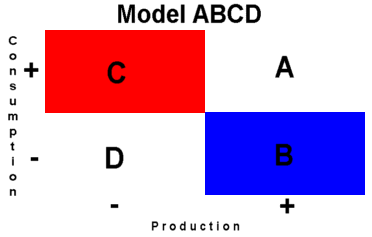 Model ABCD
Consumption
+ C A
- D B
- +
Production